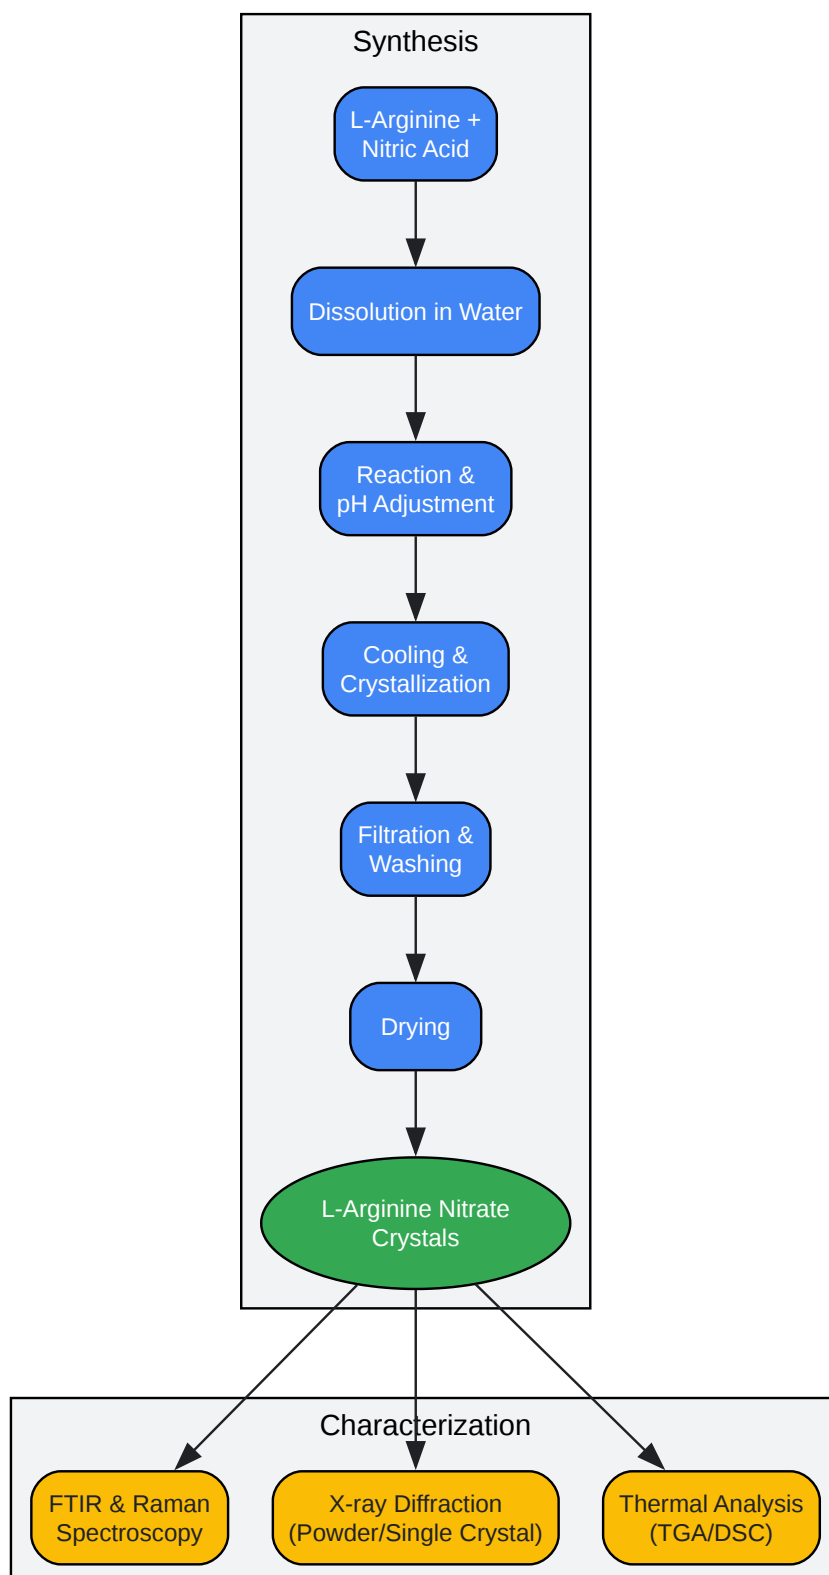 Synthesis
L-Arginine +
Nitric Acid
Dissolution in Water
Reaction &
pH Adjustment
Cooling &
Crystallization
Filtration &
Washing
Drying
L-Arginine Nitrate
Crystals
Characterization
FTIR & Raman
Spectroscopy
X-ray Diffraction
(Powder/Single Crystal)
Thermal Analysis
(TGA/DSC)